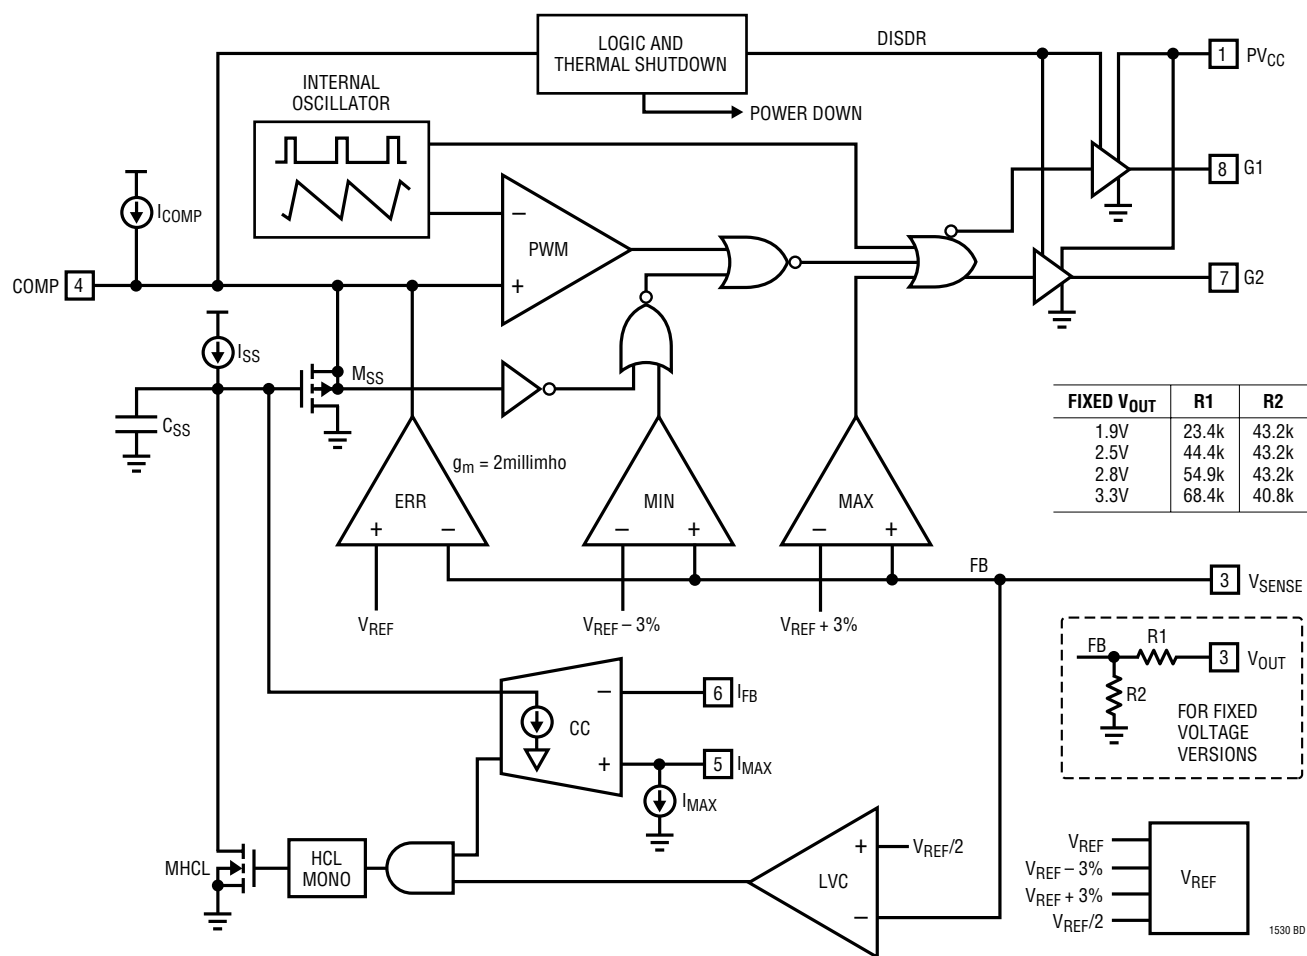 LOGIC AND
THERMAL SHUTDOWN
DISDR
1 PVCC
POWER DOWN
INTERNAL
OSCILLATOR
8 G1
ICOMP
–
PWM
+
COMP 4
7 G2
ISS
MSS
CSS
gm = 2millimho
FIXED VOUT R1 R2
1.9V 23.4k 43.2k
2.5V 44.4k 43.2k
2.8V 54.9k 43.2k
3.3V 68.4k 40.8k
ERR
+ –
MIN
– +
MAX
– +
FB
3 VSENSE
VREF
VREF – 3%
VREF + 3%
FB R1
3 VOUT
R2
FOR FIXED
VOLTAGE
VERSIONS
–
6 IFB
CC
+
5 IMAX
IMAX
MHCL
HCL
MONO
+
VREF/2
LVC
–
VREF
VREF – 3%
VREF + 3%
VREF/2
VREF
1530 BD